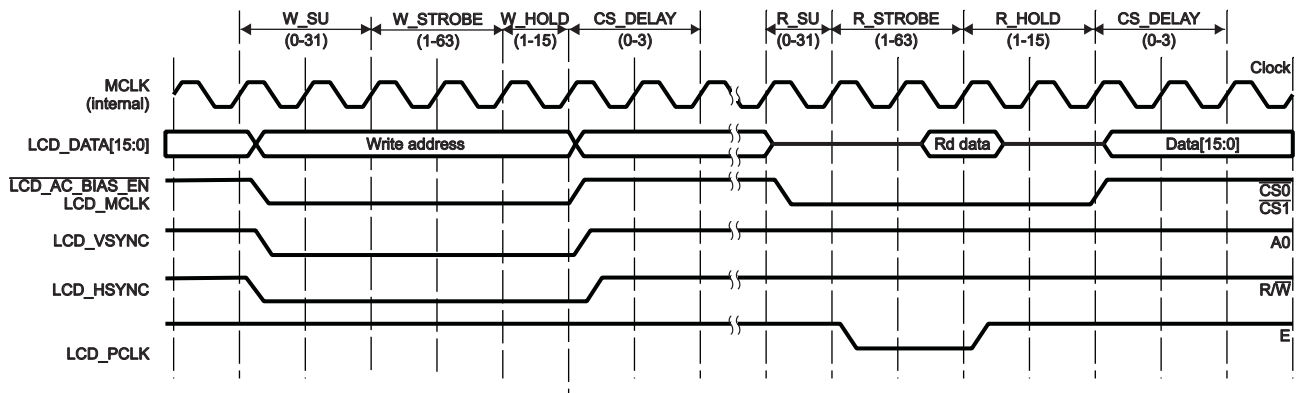 W_SU W_STROBE W_HOLD CS_DELAY R_SU R_STROBE R_HOLD CS_DELAY
(0-31) (1-63) (1-15) (0-3) (0-31) (1-63) (1-15) (0-3)
Clock
MCLK
(internal)
LCD_DATA[15:0] Write address Rd data Data[15:0]
LCD_AC_BIAS_EN CS0
LCD_MCLK CS1
LCD_VSYNC A0
LCD_HSYNC R/W
E
LCD_PCLK